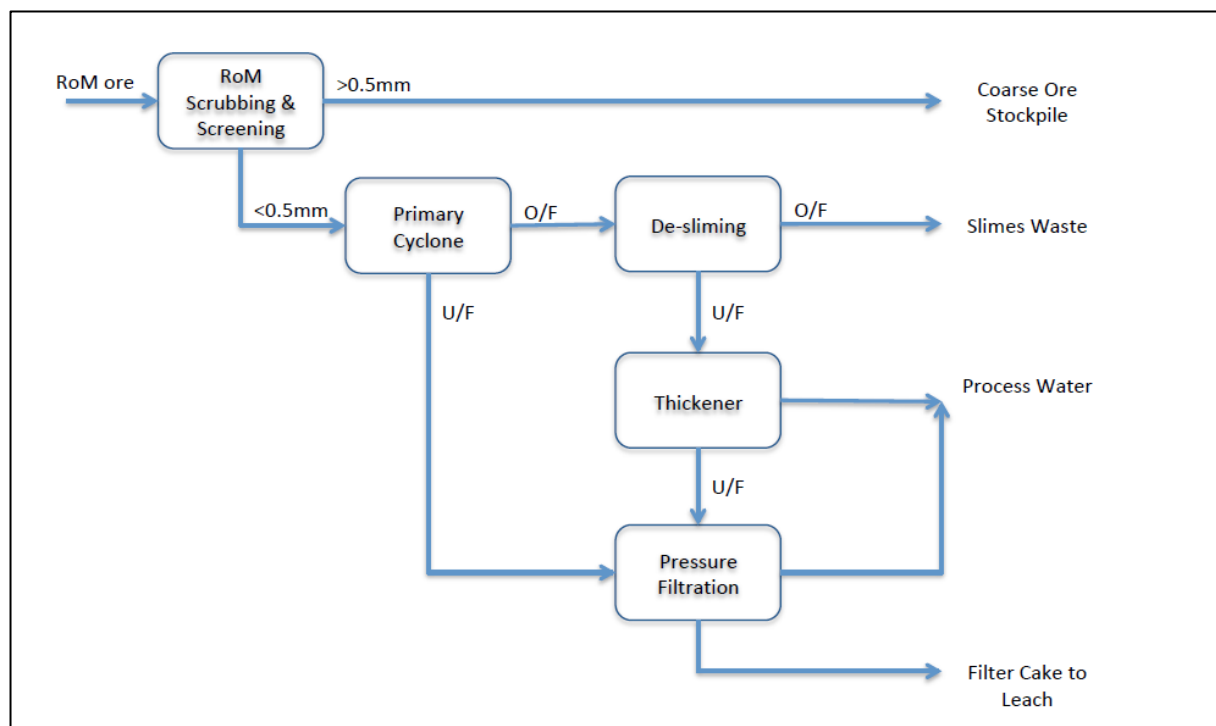 RoM ore
RoM
Scrubbing &
Screening
>0.5mm
Coarse Ore
Stockpile
<0.5mm
Primary
Cyclone
O/F
De-sliming
O/F
Slimes Waste
U/F
U/F
Thickener
Process Water
U/F
Pressure
Filtration
Filter Cake to
Leach